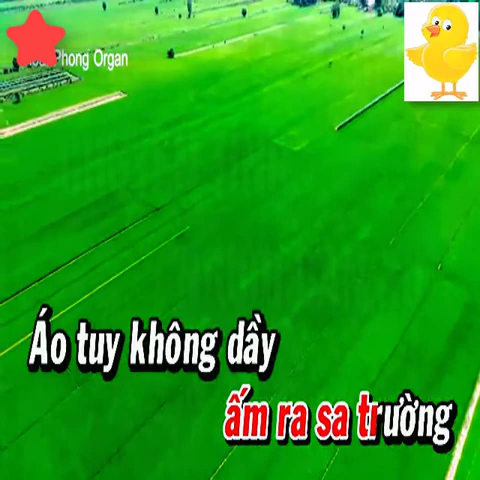 Phong Organ
Áo tuy không dầy
ấm ra sa trường